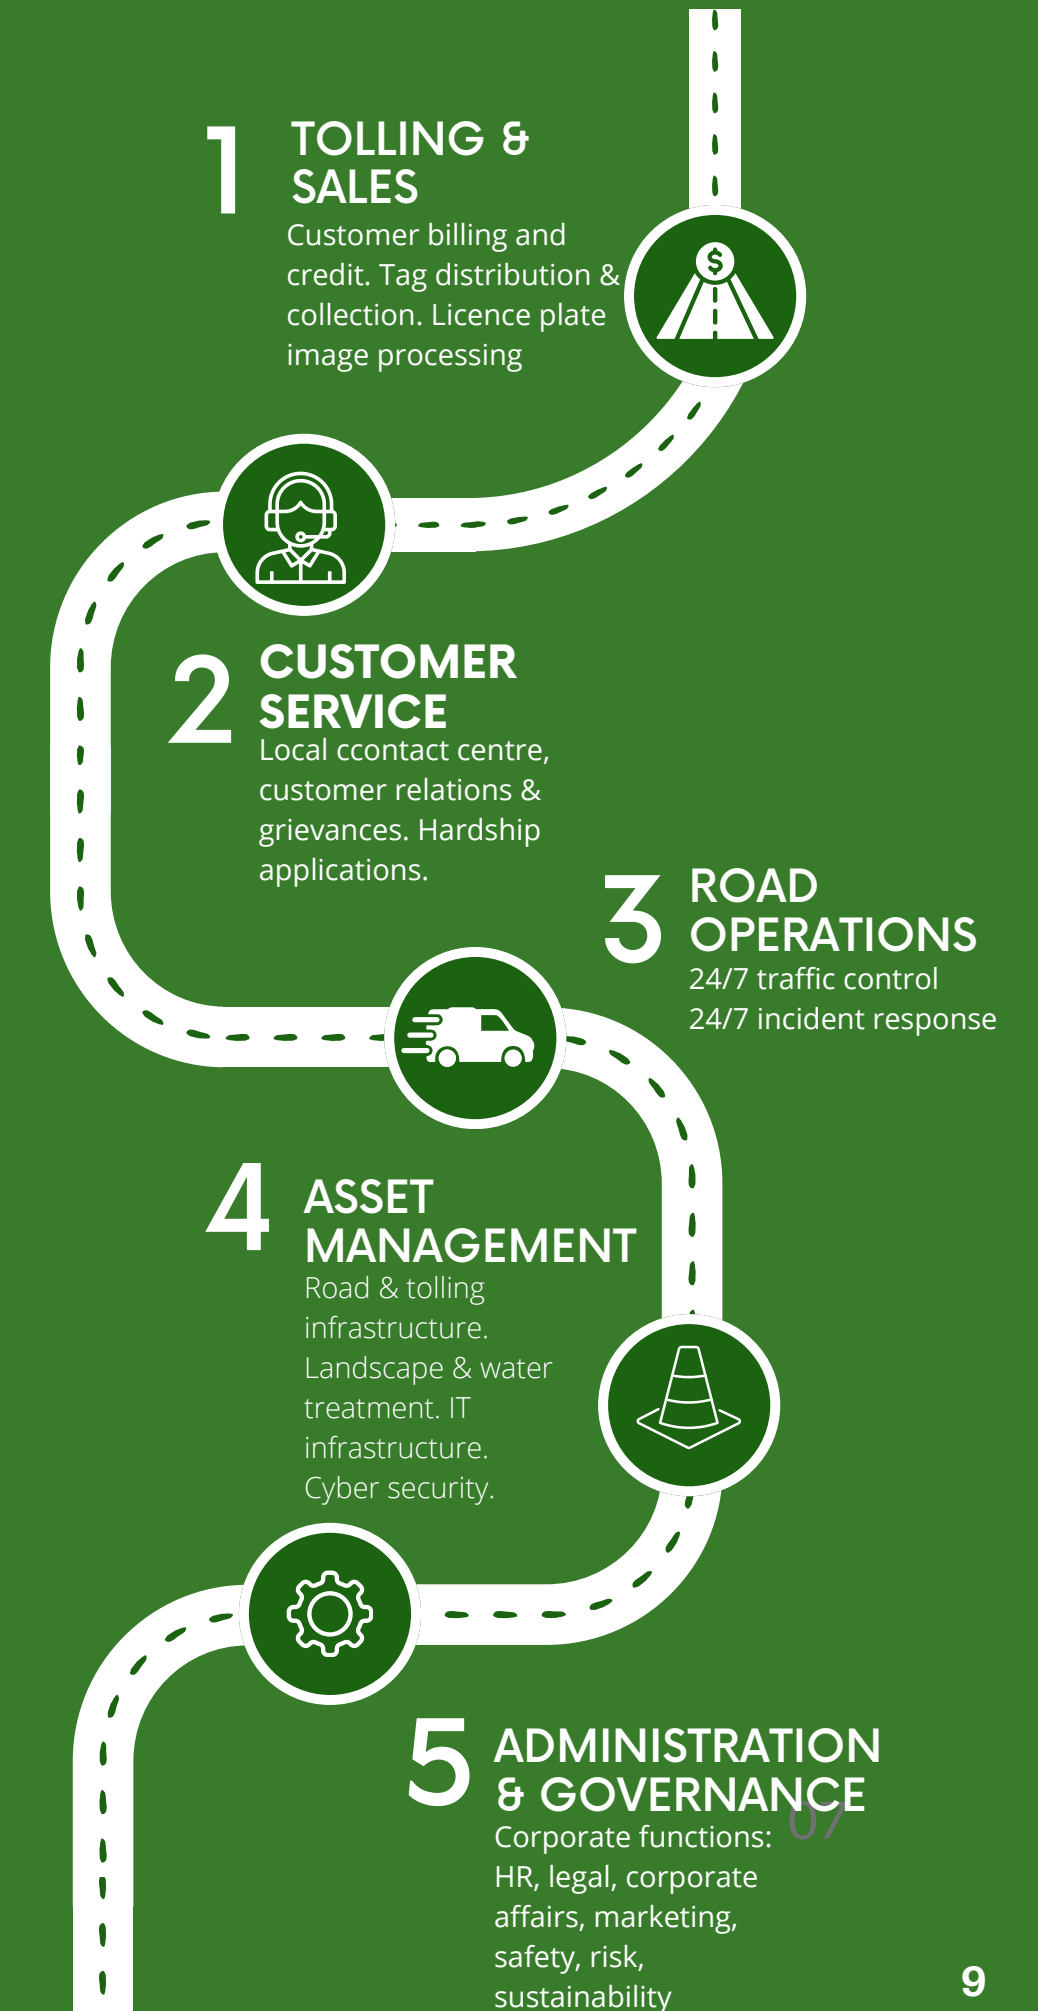 1
TOLLING &
SALES
Customer billing and
credit. Tag distribution &
collection. Licence plate
image processing
$
2
CUSTOMER
SERVICE
Local ccontact centre,
customer relations &
grievances. Hardship
applications.
3
ROAD
OPERATIONS
24/7 traffic control
24/7 incident response
4
ASSET
MANAGEMENT
Road & tolling
infrastructure.
Landscape & water
treatment. IT
infrastructure.
Cyber security.
5
ADMINISTRATION
& GOVERNANCE
07
Corporate functions:
HR, legal, corporate
affairs, marketing,
safety, risk,
sustainability
9